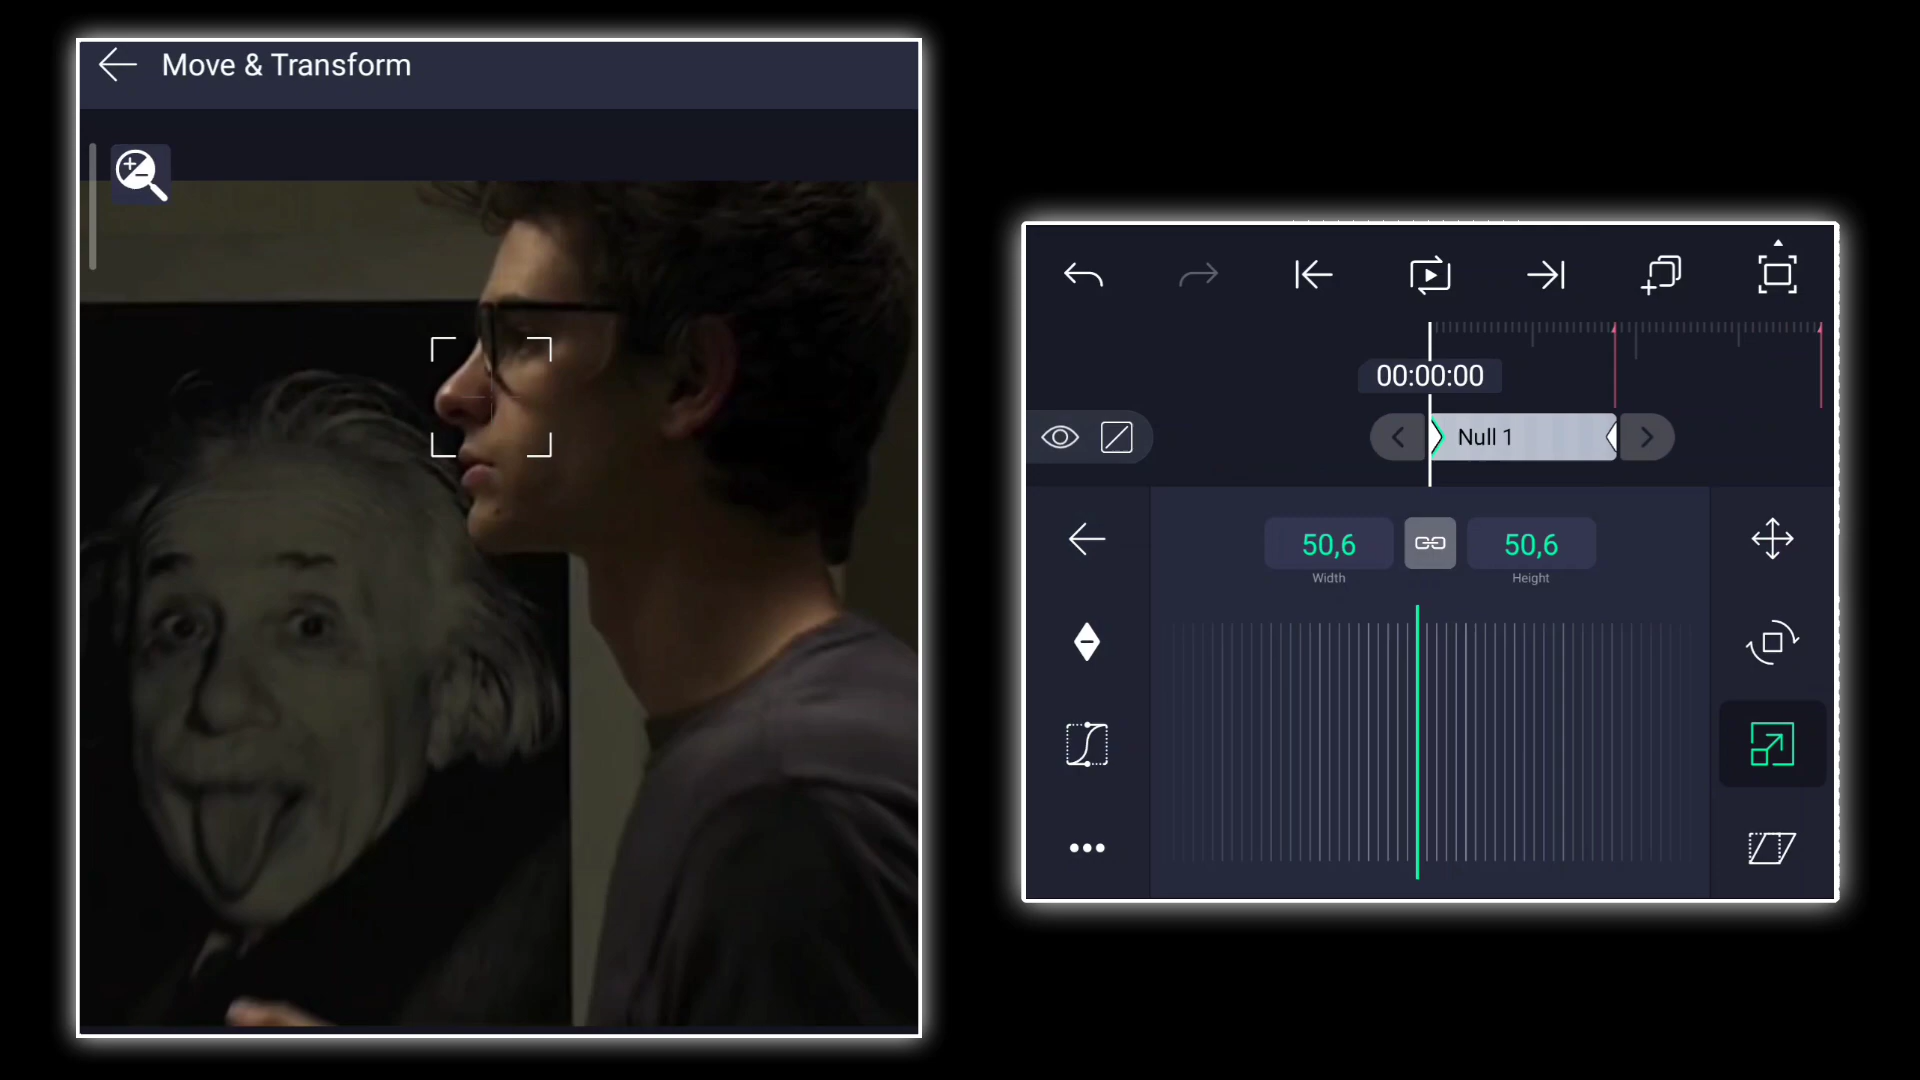 Move & Transform
00:00:00
Null 1
50,6
50,6
Width
Height